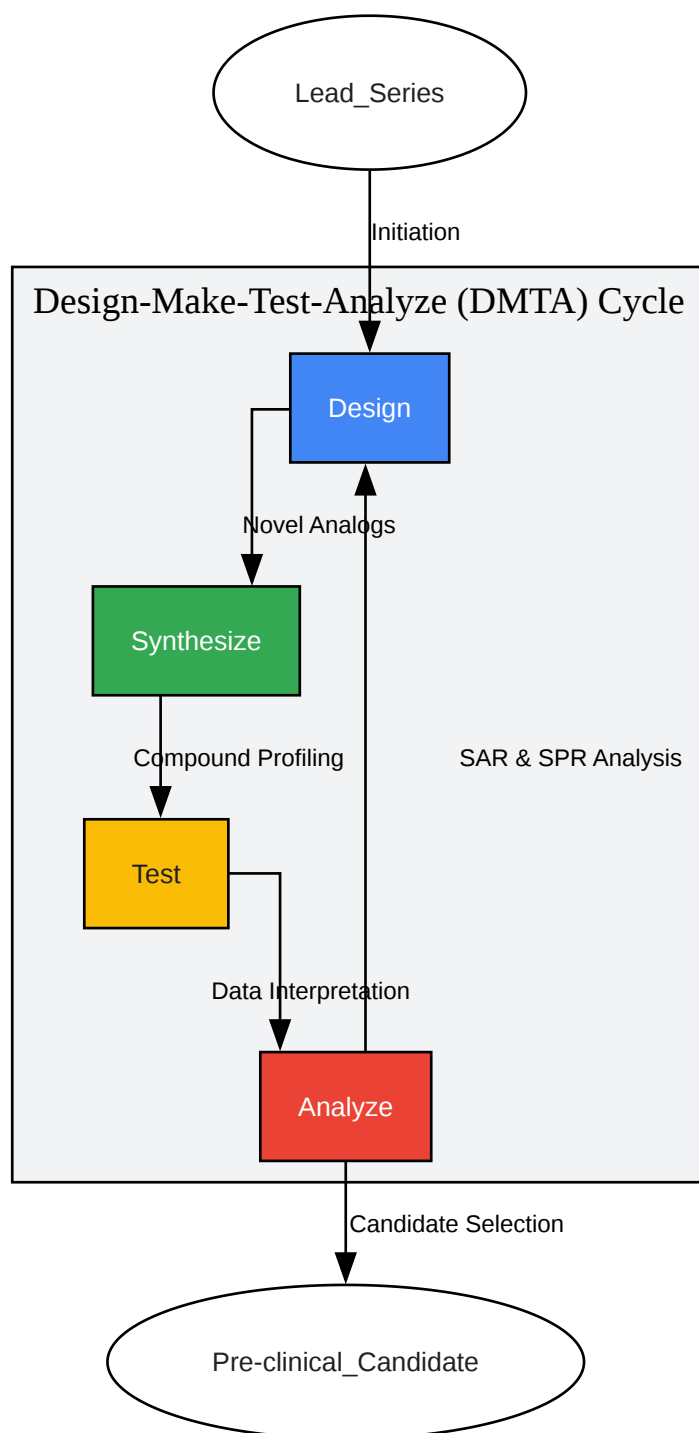 Lead_Series
Initiation
Design-Make-Test-Analyze (DMTA) Cycle
Design
Novel Analogs
Synthesize
Compound Profiling
SAR & SPR Analysis
Test
Data Interpretation
Analyze
Candidate Selection
Pre-clinical_Candidate